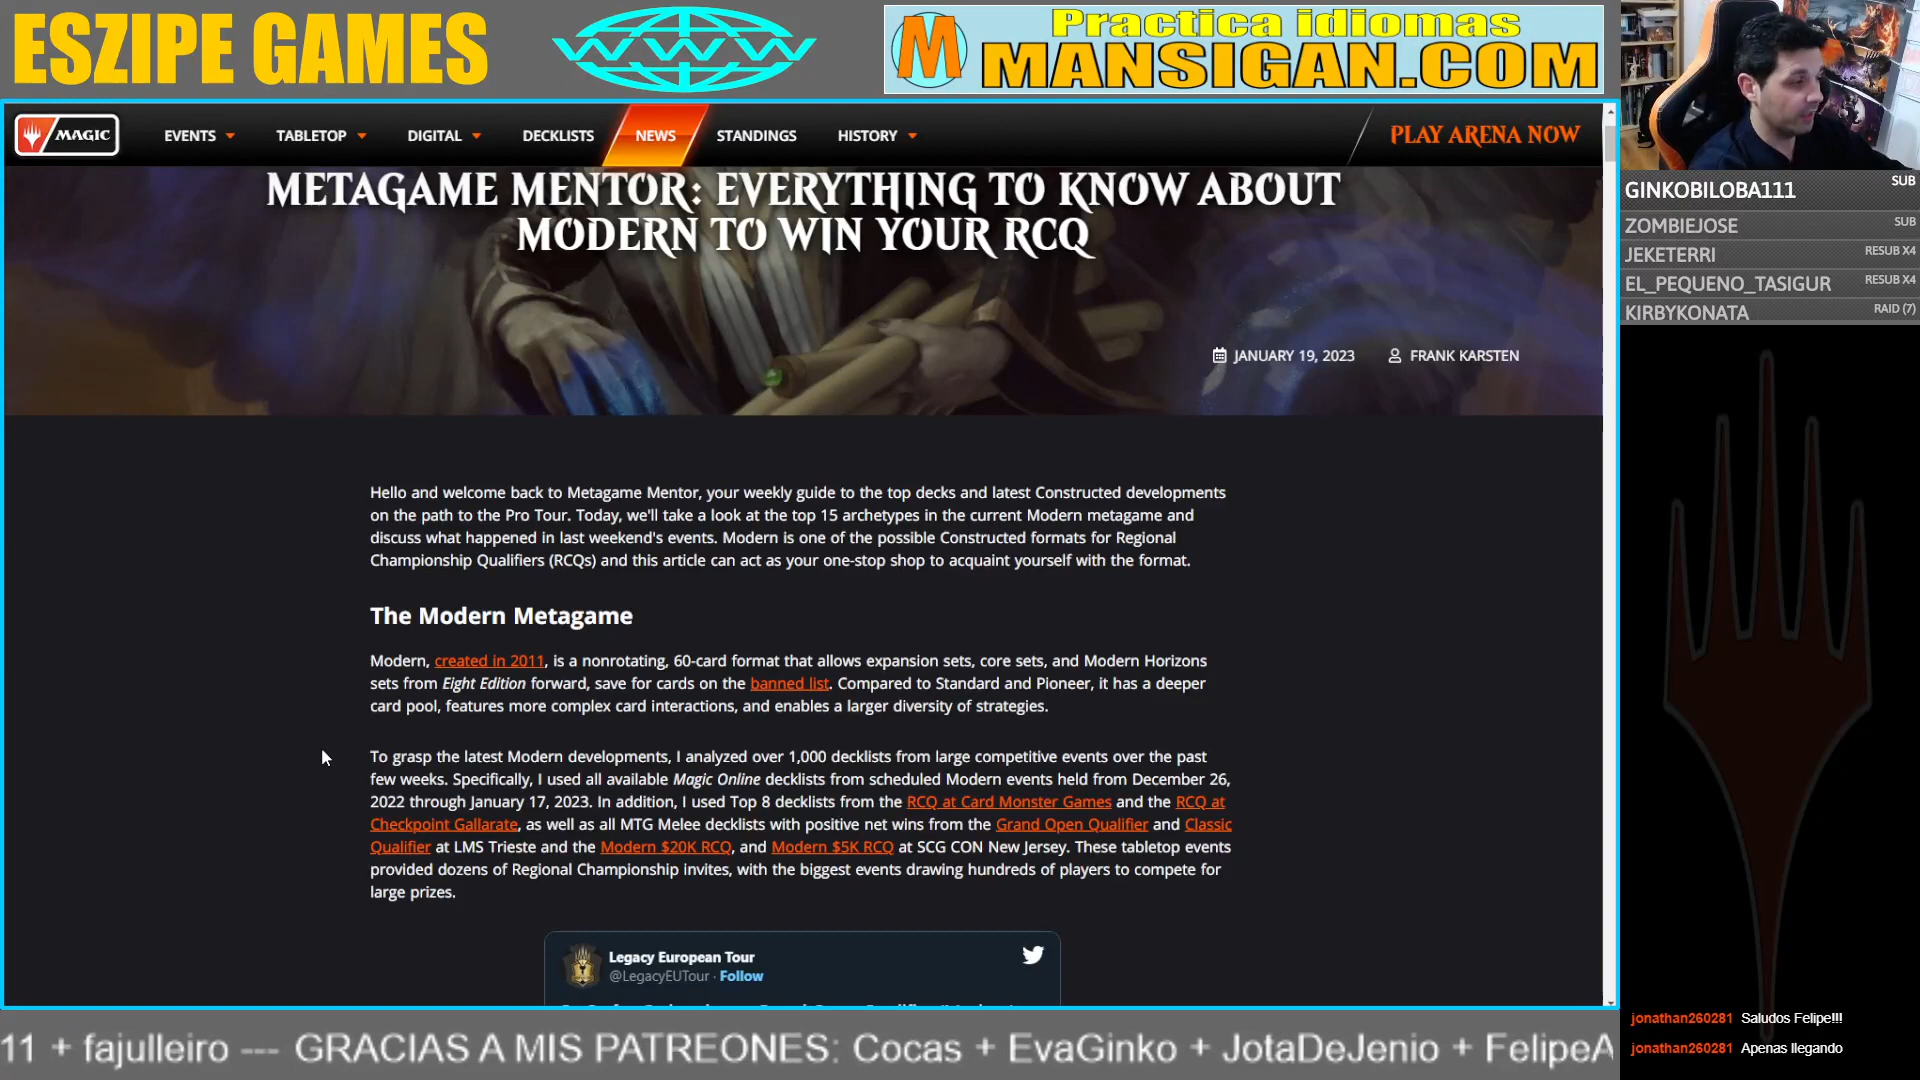 ESZIPE GAMES
WWW
M
Practica idiomas
MANSIGAN.COM
MAGIC
EVENTS
TABLETOP
DIGITAL
DECKLISTS
NEWS
STANDINGS
HISTORY
PLAY ARENA NOW
METAGAME MENTOR: EVERYTHING TO KNOW ABOUT
MODERN TO WIN YOUR RCQ
JANUARY 19, 2023
FRANK KARSTEN
Hello and welcome back to Metagame Mentor, your weekly guide to the top decks and latest Constructed developments
on the path to the Pro Tour. Today, we'll take a look at the top 15 archetypes in the current Modern metagame and
discuss what happened in last weekend's events. Modern is one of the possible Constructed formats for Regional
Championship Qualifiers (RCQs) and this article can act as your one-stop shop to acquaint yourself with the format.
The Modern Metagame
Modern, created in 2011, is a nonrotating, 60-card format that allows expansion sets, core sets, and Modern Horizons
sets from Eight Edition forward, save for cards on the banned list. Compared to Standard and Pioneer, it has a deeper
card pool, features more complex card interactions, and enables a larger diversity of strategies.
To grasp the latest Modern developments, I analyzed over 1,000 decklists from large competitive events over the past
few weeks. Specifically, I used all available Magic Online decklists from scheduled Modern events held from December 26,
2022 through January 17, 2023. In addition, I used Top 8 decklists from the RCQ at Card Monster Games and the RCQ at
Checkpoint Gallarate, as well as all MTG Melee decklists with positive net wins from the Grand Open Qualifier and Classic
Qualifier at LMS Trieste and the Modern $20K RCQ, and Modern $5K RCQ at SCG CON New Jersey. These tabletop events
provided dozens of Regional Championship invites, with the biggest events drawing hundreds of players to compete for
large prizes.
Legacy European Tour
@LegacyEUTour · Follow
GINKOBILOBA111 SUB
ZOMBIEJOSE SUB
JEKETERRI RESUB X4
EL_PEQUENO_TASIGUR RESUB X4
KIRBYKONATA RAID (7)
jonathan260281 Saludos Felipe!!!
jonathan260281 Apenas llegando
11 + fajulleiro --- GRACIAS A MIS PATREONES: Cocas + EvaGinko + JotaDeJenio + FelipeA